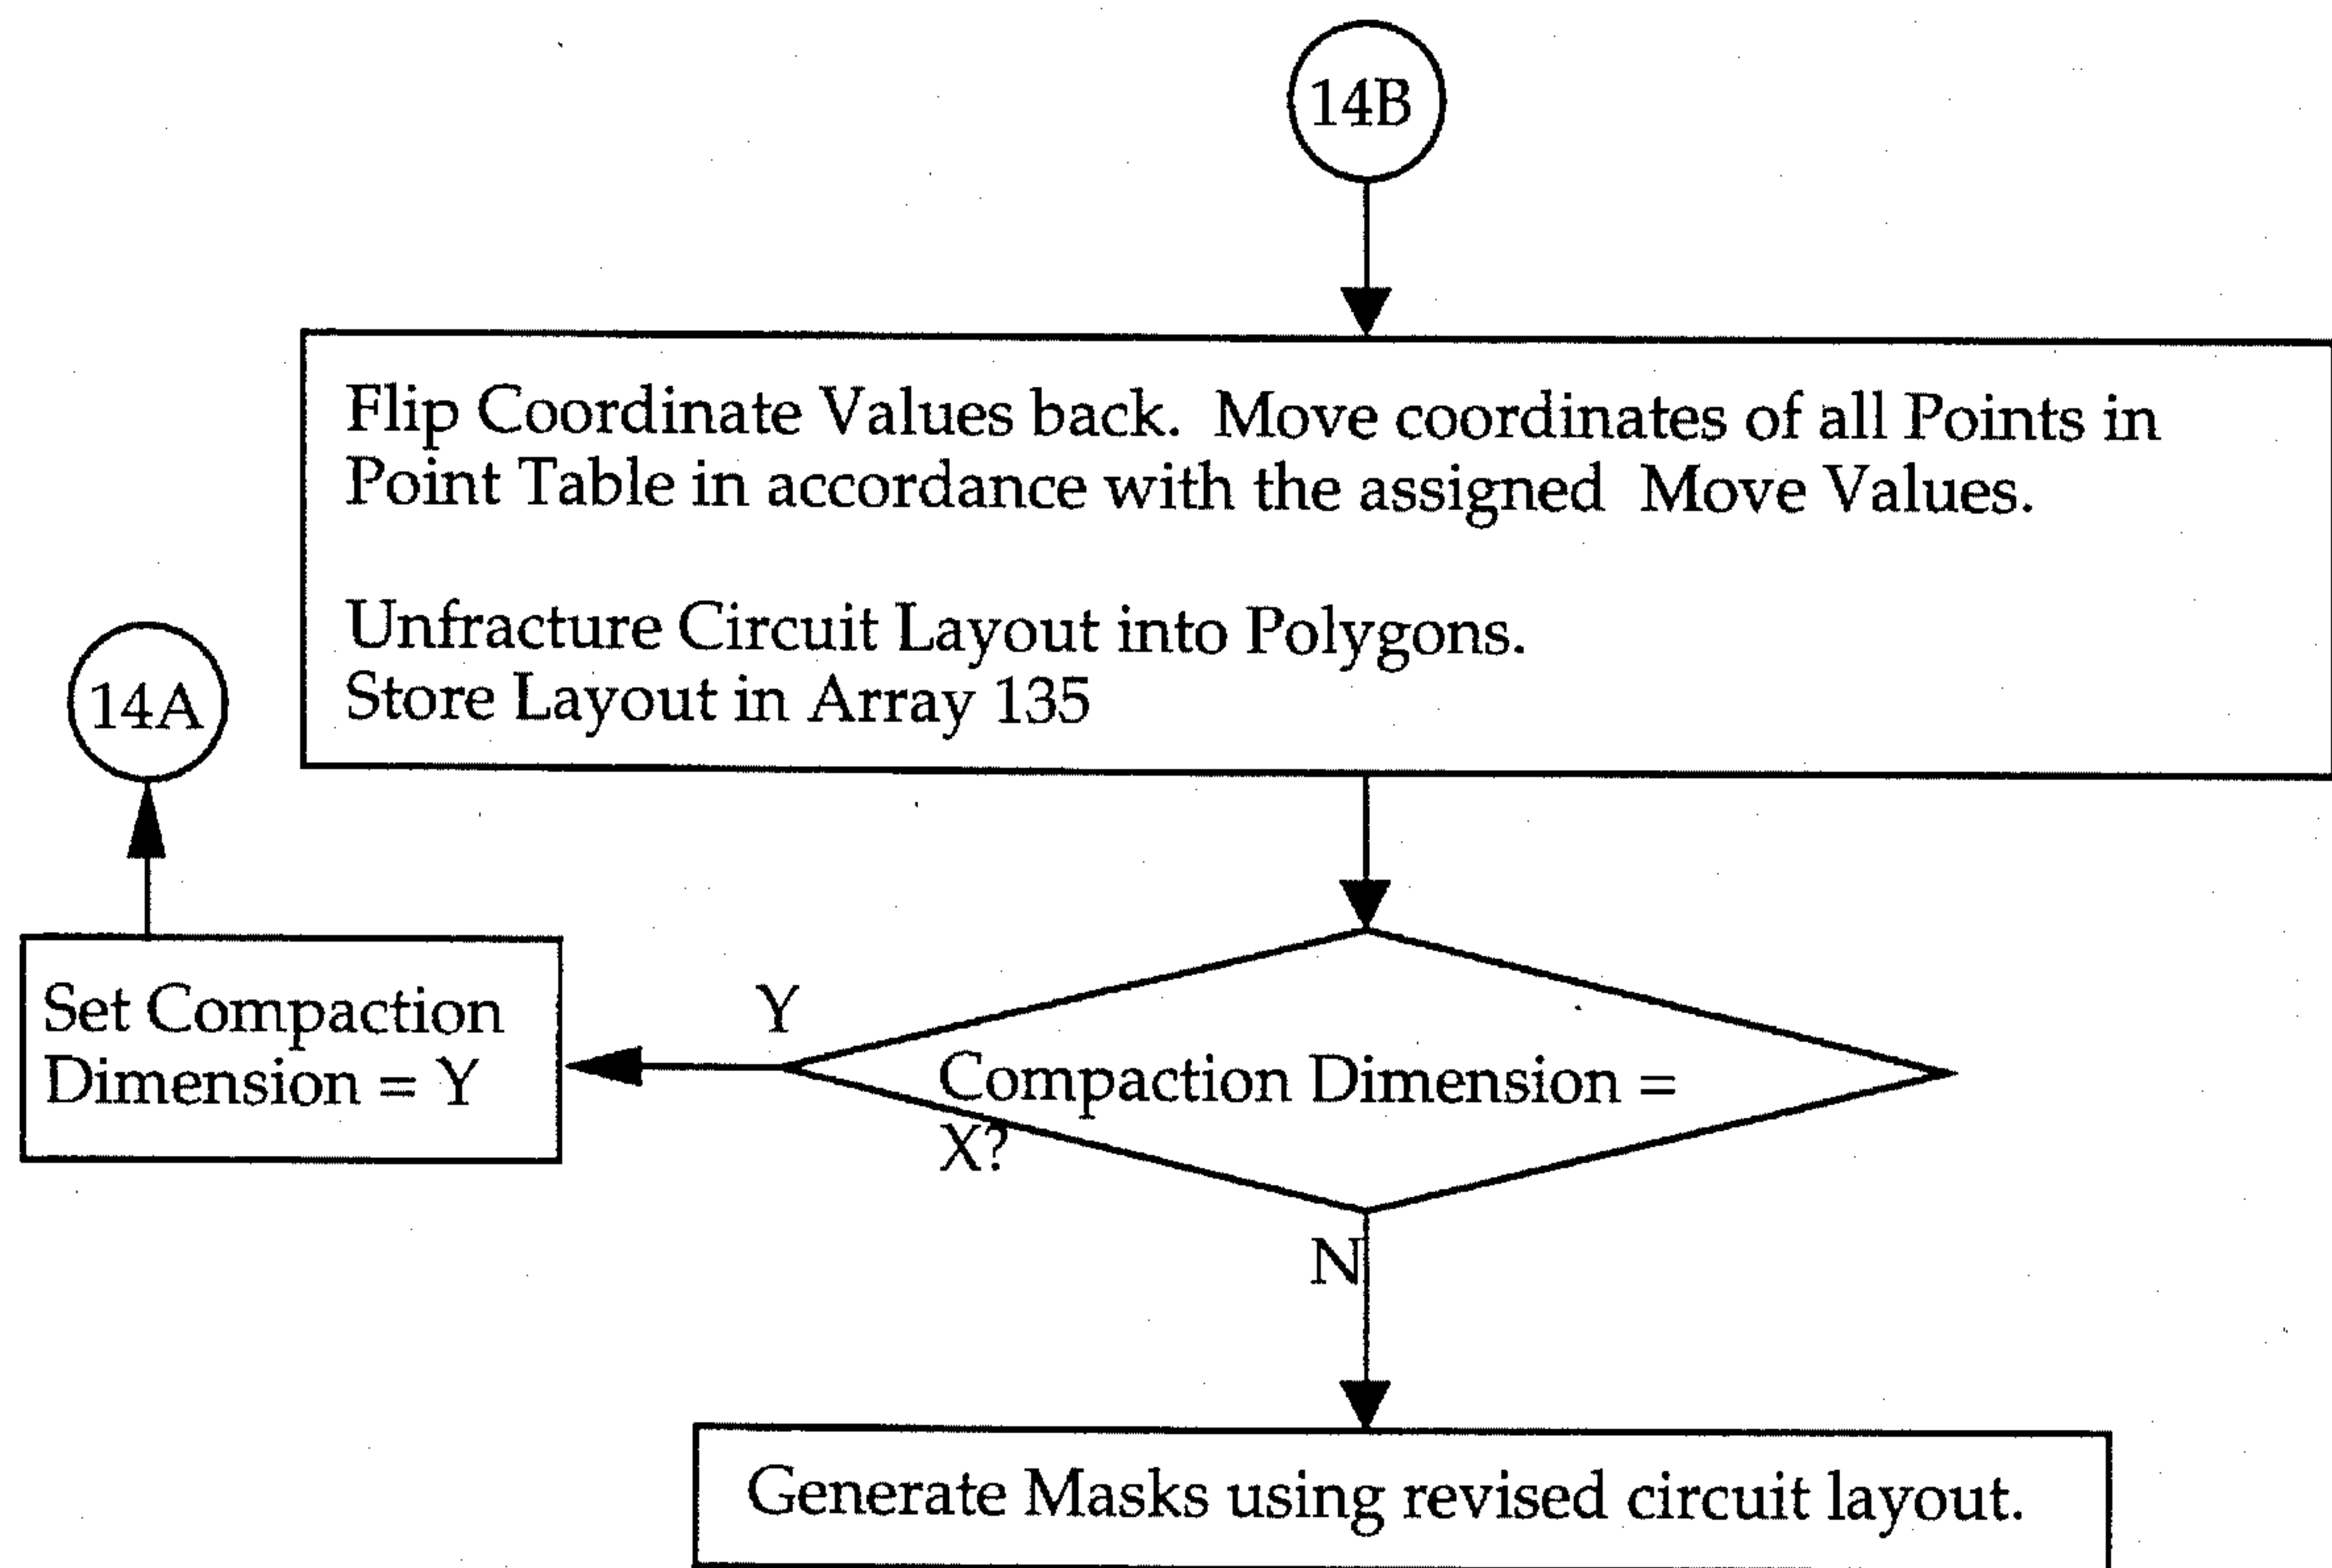 14B
Flip Coordinate Values back.  Move coordinates of all Points in
Point Table in accordance with the assigned  Move Values.
Unfracture Circuit Layout into Polygons.
Store Layout in Array 135
14A
Set Compaction
Dimension = Y
Y
Compaction Dimension =
X?
N
Generate Masks using revised circuit layout.